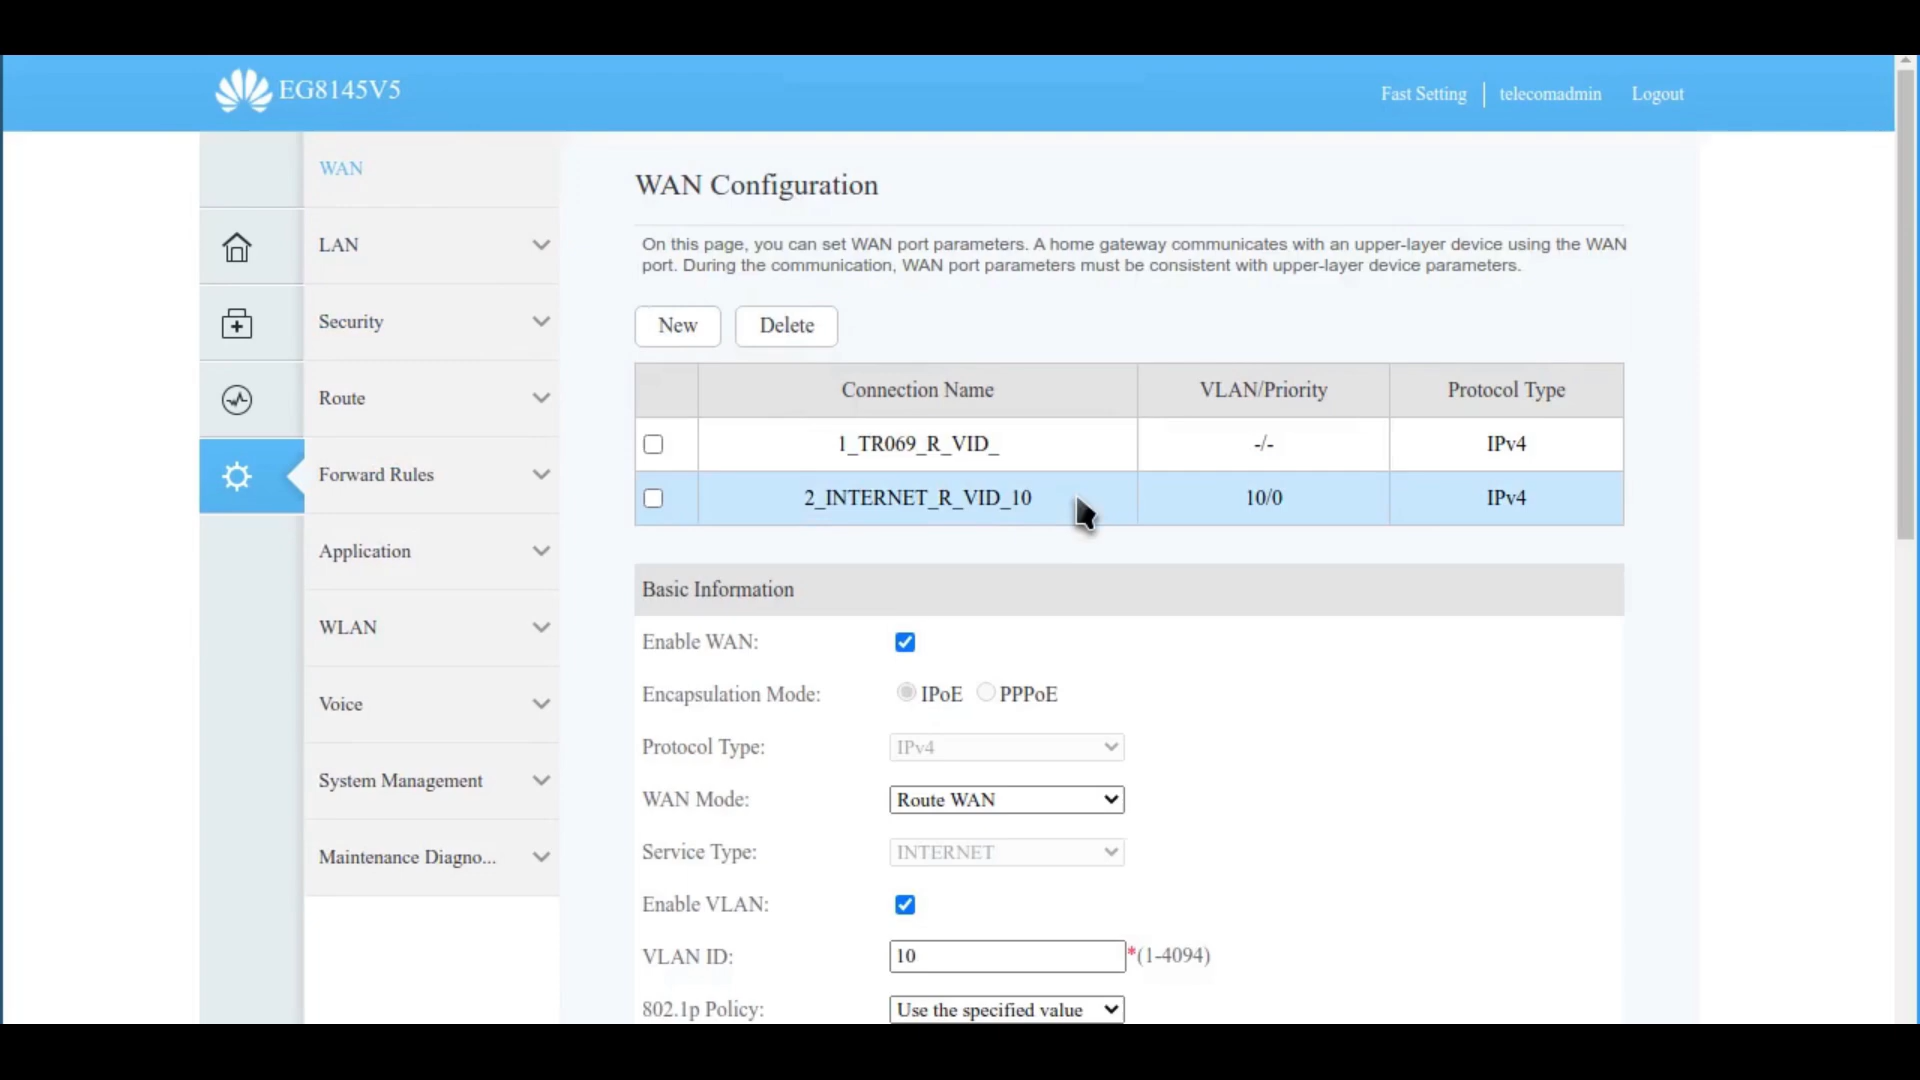 EG8145V5
Fast Setting
telecomadmin
Logout
WAN
LAN
Security
Route
Forward Rules
Application
WLAN
Voice
System Management
Maintenance Diagno...
WAN Configuration
On this page, you can set WAN port parameters. A home gateway communicates with an upper-layer device using the WAN
port. During the communication, WAN port parameters must be consistent with upper-layer device parameters.
New
Delete
Connection Name VLAN/Priority Protocol Type
1_TR069_R_VID_ -/- IPv4
2_INTERNET_R_VID_10 10/0 IPv4
Basic Information
Enable WAN:
Encapsulation Mode: IPoE PPPoE
Protocol Type: IPv4
WAN Mode: Route WAN
Service Type: INTERNET
Enable VLAN:
VLAN ID: 10 *(1-4094)
802.1p Policy: Use the specified value